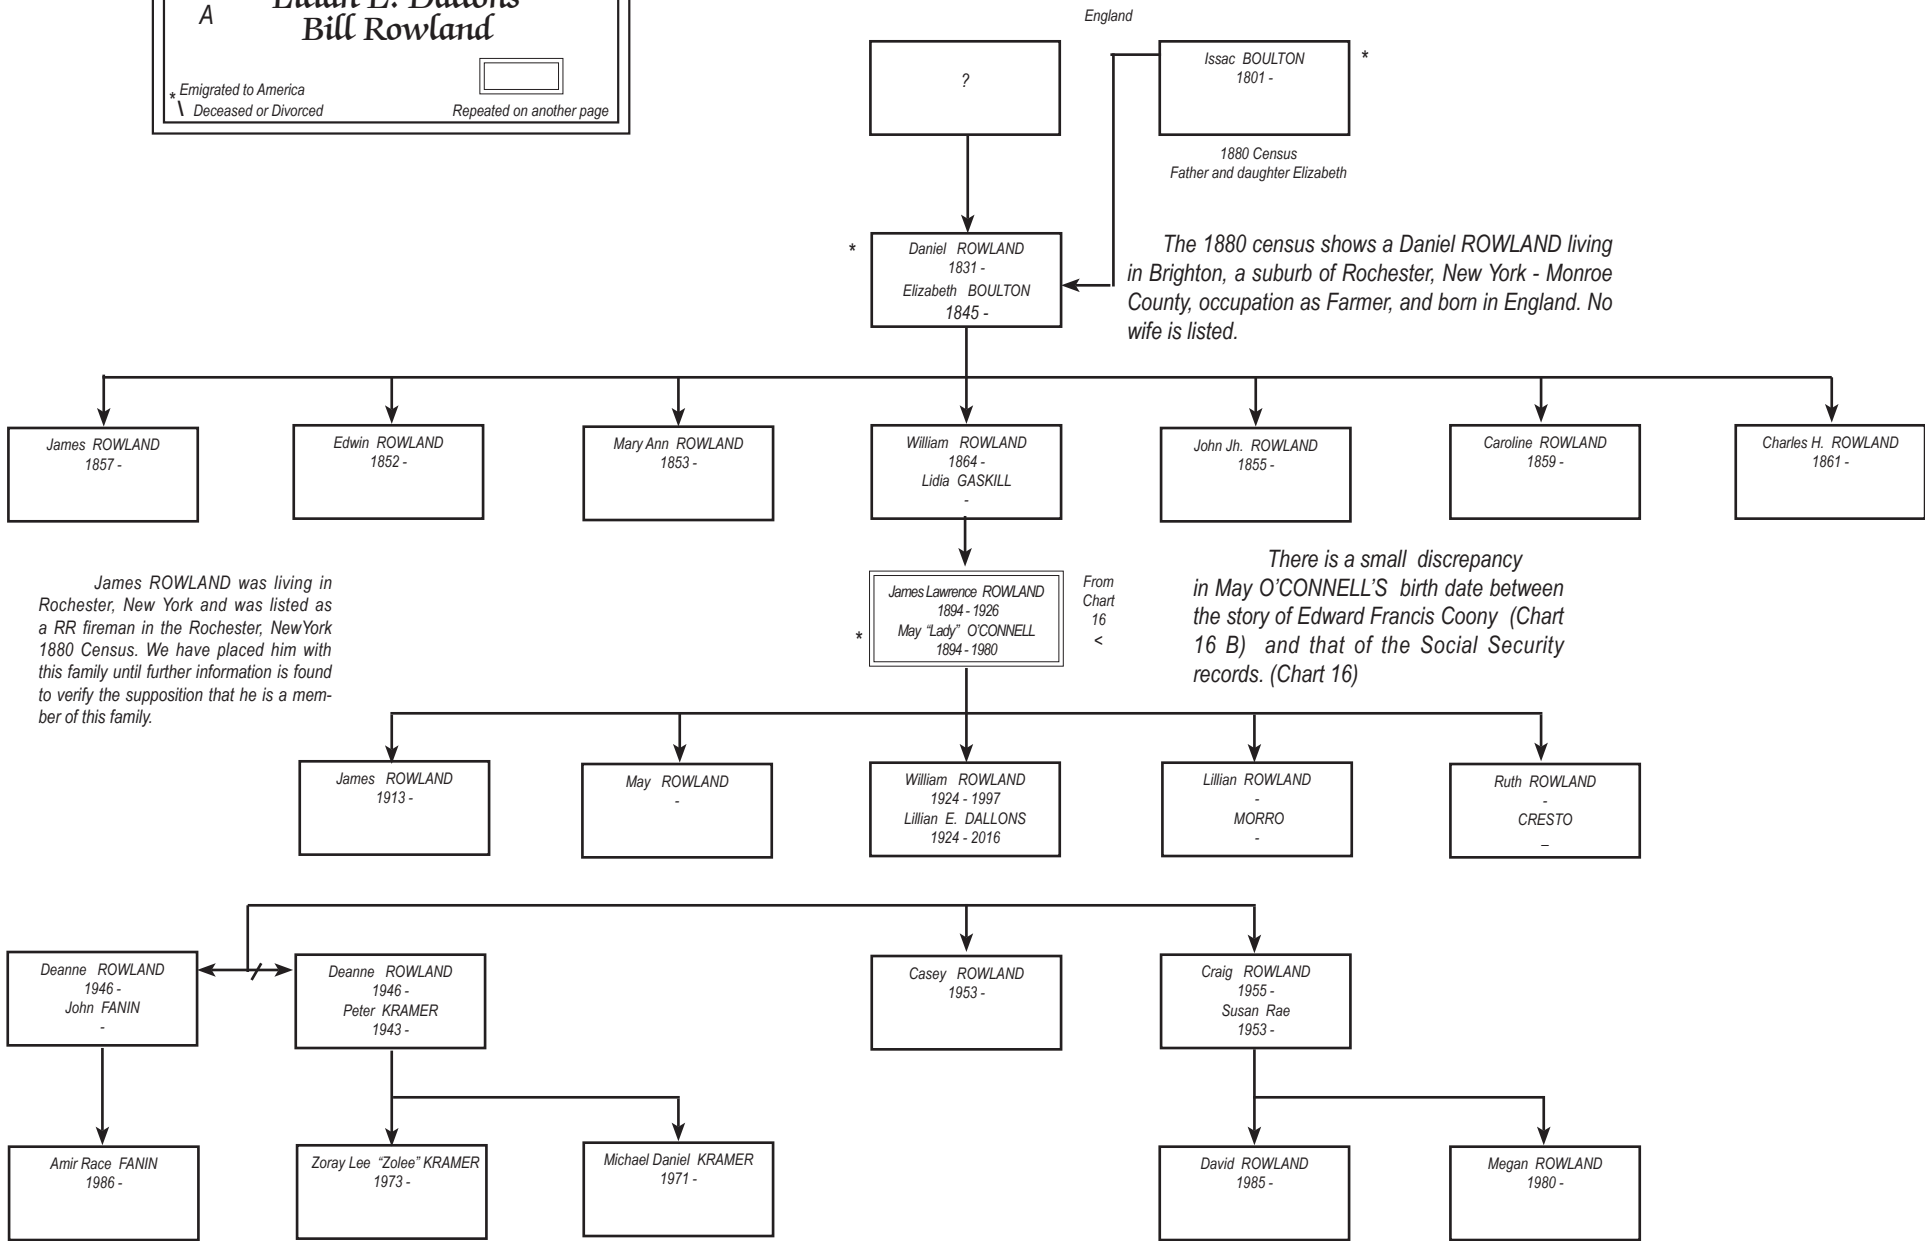 A
Lillian E. Dallons
Bill Rowland
* Emigrated to America
\ Deceased or Divorced
Repeated on another page
England
?
Issac BOULTON
1801 -
*
1880 Census
Father and daughter Elizabeth
*
Daniel ROWLAND
1831 -
Elizabeth BOULTON
1845 -
The 1880 census shows a Daniel ROWLAND living
in Brighton, a suburb of Rochester, New York - Monroe
County, occupation as Farmer, and born in England. No
wife is listed.
James ROWLAND
1857 -
Edwin ROWLAND
1852 -
Mary Ann ROWLAND
1853 -
William ROWLAND
1864 -
Lidia GASKILL
-
John Jh. ROWLAND
1855 -
Caroline ROWLAND
1859 -
Charles H. ROWLAND
1861 -
James ROWLAND was living in
Rochester, New York and was listed as
a RR fireman in the Rochester, NewYork
1880 Census. We have placed him with
this family until further information is found
to verify the supposition that he is a mem-
ber of this family.
*
James Lawrence ROWLAND
1894 - 1926
May “Lady” O’CONNELL
1894 - 1980
From
Chart
16
<
There is a small discrepancy
in May O’CONNELL’S birth date between
the story of Edward Francis Coony (Chart
16 B) and that of the Social Security
records. (Chart 16)
James ROWLAND
1913 -
May ROWLAND
-
William ROWLAND
1924 - 1997
Lillian E. DALLONS
1924 - 2016
Lillian ROWLAND
-
MORRO
-
Ruth ROWLAND
-
CRESTO
_
Deanne ROWLAND
1946 -
John FANIN
-
Deanne ROWLAND
1946 -
Peter KRAMER
1943 -
Casey ROWLAND
1953 -
Craig ROWLAND
1955 -
Susan Rae
1953 -
Amir Race FANIN
1986 -
Zoray Lee “Zolee” KRAMER
1973 -
Michael Daniel KRAMER
1971 -
David ROWLAND
1985 -
Megan ROWLAND
1980 -